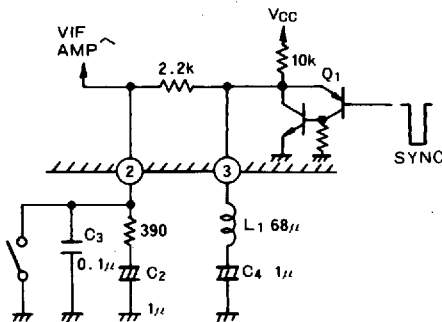 VIF
AMP
VCC
2.2k
10k
Q1
SYNC
2
3
C3
0.1μ
390
C2
1μ
L1 68μ
C4 1μ